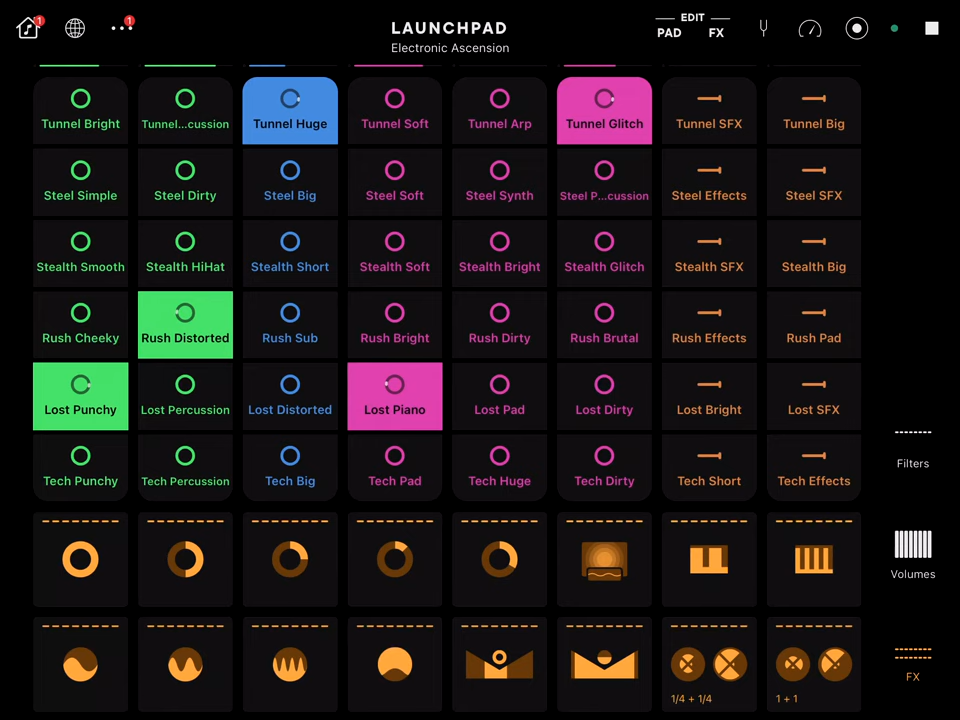 1
1
LAUNCHPAD
Electronic Ascension
EDIT
PAD FX
Tunnel Bright Tunnel...cussion Tunnel Huge Tunnel Soft Tunnel Arp Tunnel Glitch Tunnel SFX Tunnel Big
Steel Simple Steel Dirty Steel Big Steel Soft Steel Synth Steel P...cussion Steel Effects Steel SFX
Stealth Smooth Stealth HiHat Stealth Short Stealth Soft Stealth Bright Stealth Glitch Stealth SFX Stealth Big
Rush Cheeky Rush Distorted Rush Sub Rush Bright Rush Dirty Rush Brutal Rush Effects Rush Pad
Lost Punchy Lost Percussion Lost Distorted Lost Piano Lost Pad Lost Dirty Lost Bright Lost SFX
Tech Punchy Tech Percussion Tech Big Tech Pad Tech Huge Tech Dirty Tech Short Tech Effects
Filters
Volumes
FX
1/4 + 1/4
1 + 1